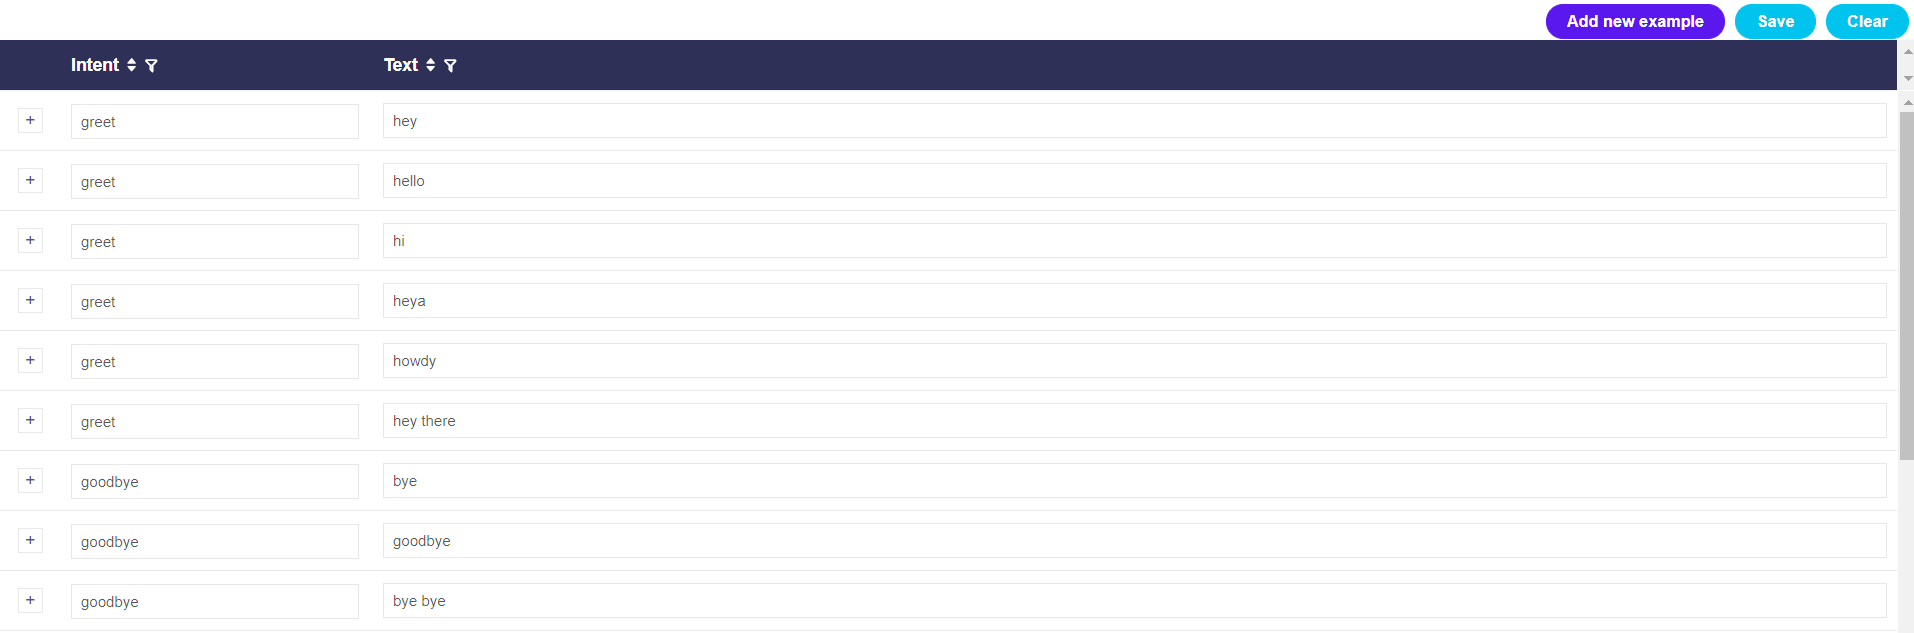 Add new example Save Clear
Intent Text
+ greet hey
+ greet hello
+ greet hi
+ greet heya
+ greet howdy
+ greet hey there
+ goodbye bye
+ goodbye goodbye
+ goodbye bye bye